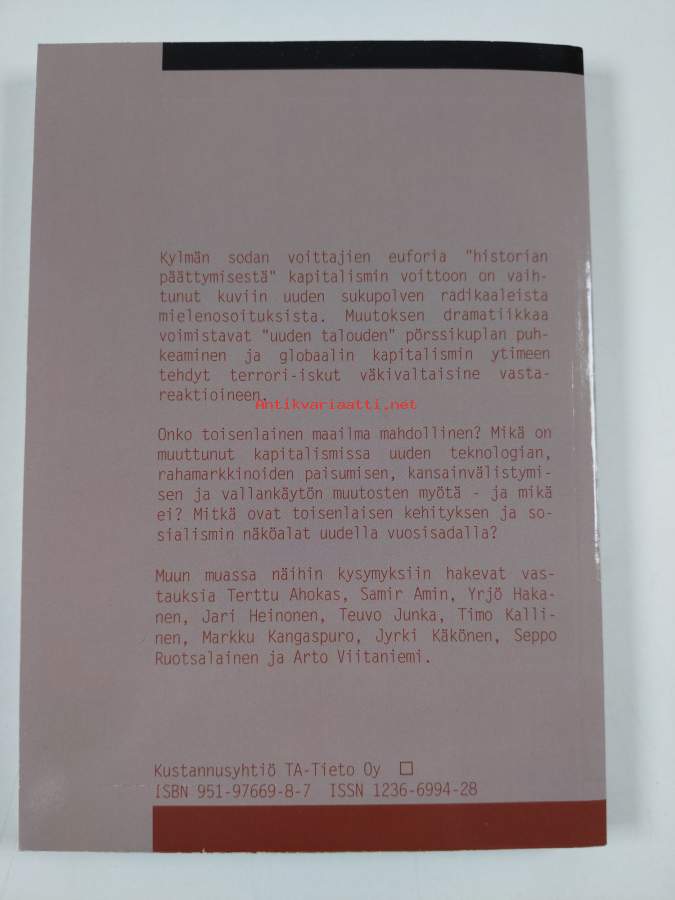 Kylmän sodan voittajien euforia "historian
päättymisestä" kapitalismin voittoon on vaih-
tunut kuviin uuden sukupolven radikaaleista
mielenosoituksista. Muutoksen dramatiikkaa
voimistavat "uuden talouden" pörssikuplan puh-
keaminen ja globaalin kapitalismin ytimeen
tehdyt terrori-iskut väkivaltaisine vasta-
reaktioineen.
Antikvariaatti.net
Onko toisenlainen maailma mahdollinen? Mikä on
muuttunut kapitalismissa uuden teknologian,
rahamarkkinoiden paisumisen, kansainvälistymi-
sen ja vallankäytön muutosten myötä - ja mikä
ei? Mitkä ovat toisenlaisen kehityksen ja so-
sialismin näköalat uudella vuosisadalla?
Muun muassa näihin kysymyksiin hakevat vas-
tauksia Terttu Ahokas, Samir Amin, Yrjö Haka-
nen, Jari Heinonen, Teuvo Junka, Timo Kalli-
nen, Markku Kangaspuro, Jyrki Käkönen, Seppo
Ruotsalainen ja Arto Viitaniemi.
Kustannusyhtiö TA-Tieto Oy □
ISBN 951-97669-8-7 ISSN 1236-6994-28